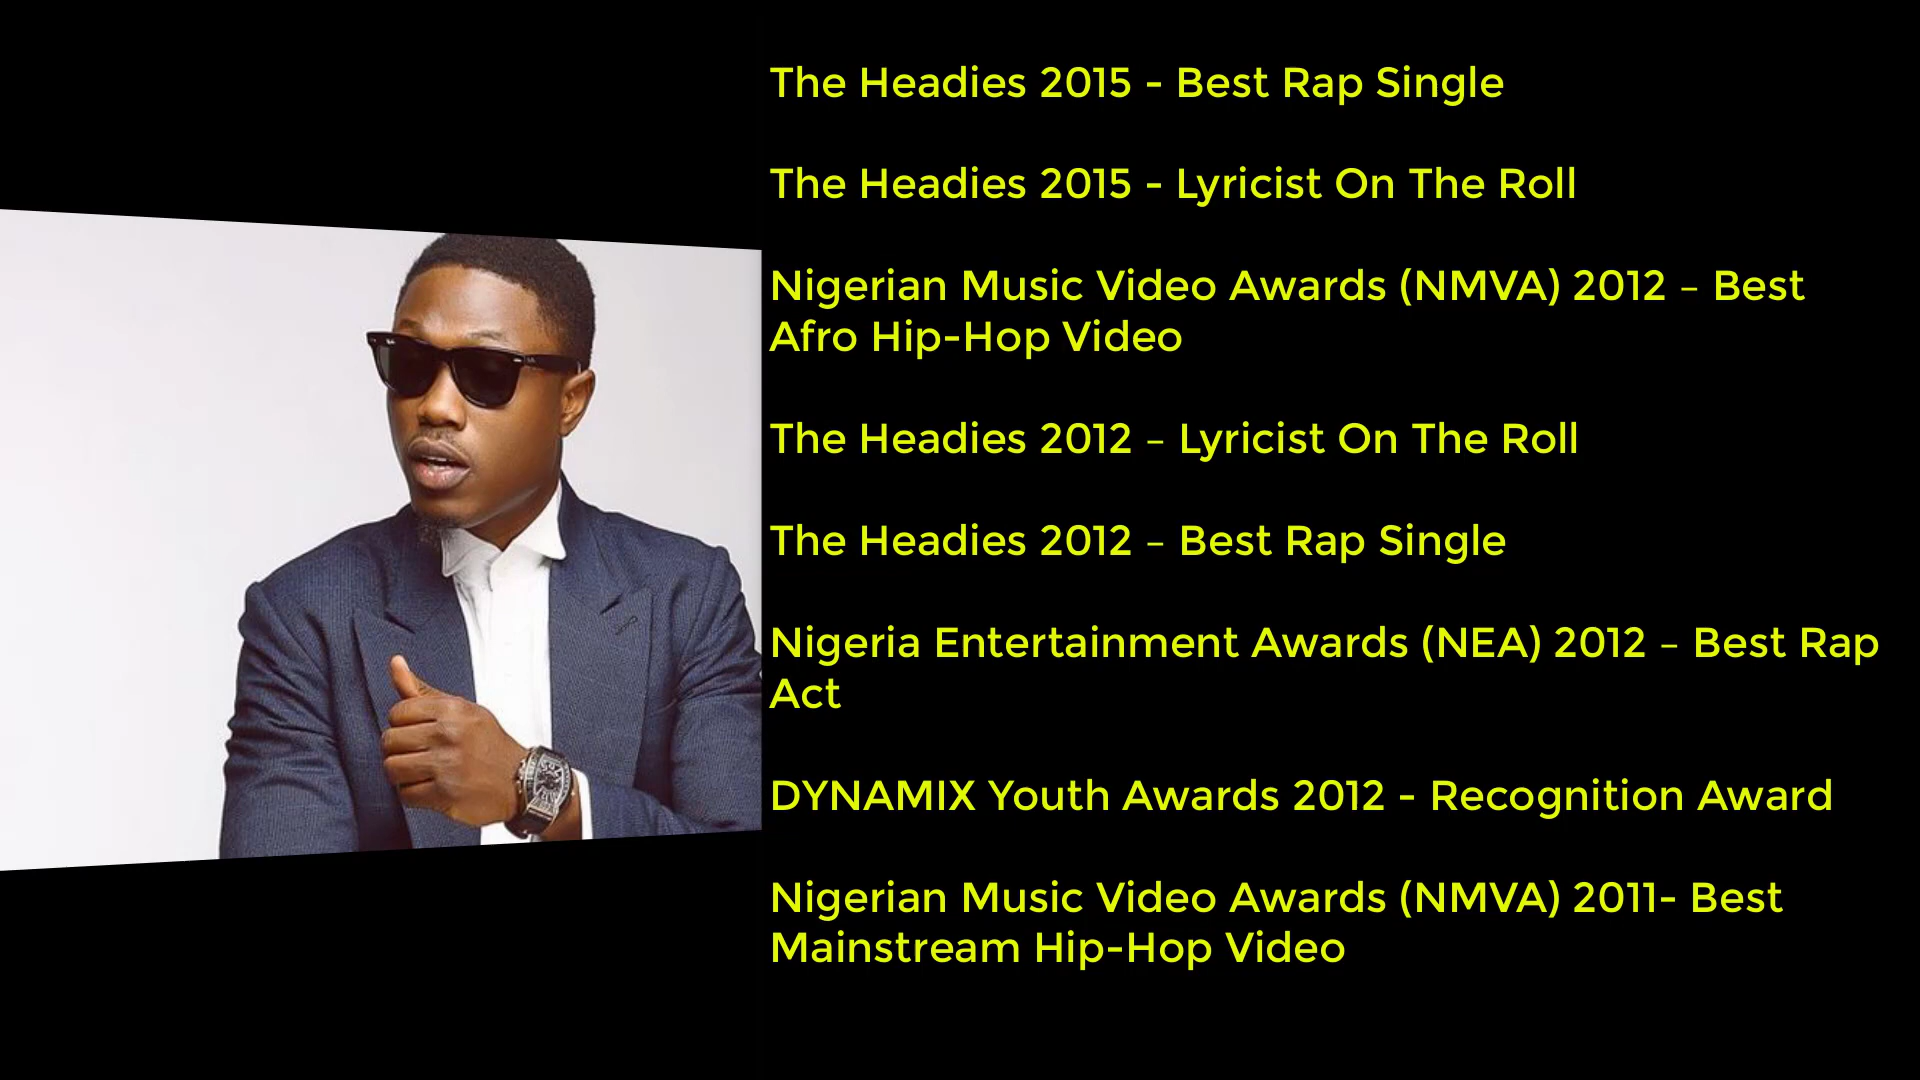 The Headies 2015 - Best Rap Single
The Headies 2015 - Lyricist On The Roll
Nigerian Music Video Awards (NMVA) 2012 – Best
Afro Hip-Hop Video
The Headies 2012 – Lyricist On The Roll
The Headies 2012 – Best Rap Single
Nigeria Entertainment Awards (NEA) 2012 – Best Rap
Act
DYNAMIX Youth Awards 2012 - Recognition Award
Nigerian Music Video Awards (NMVA) 2011- Best
Mainstream Hip-Hop Video